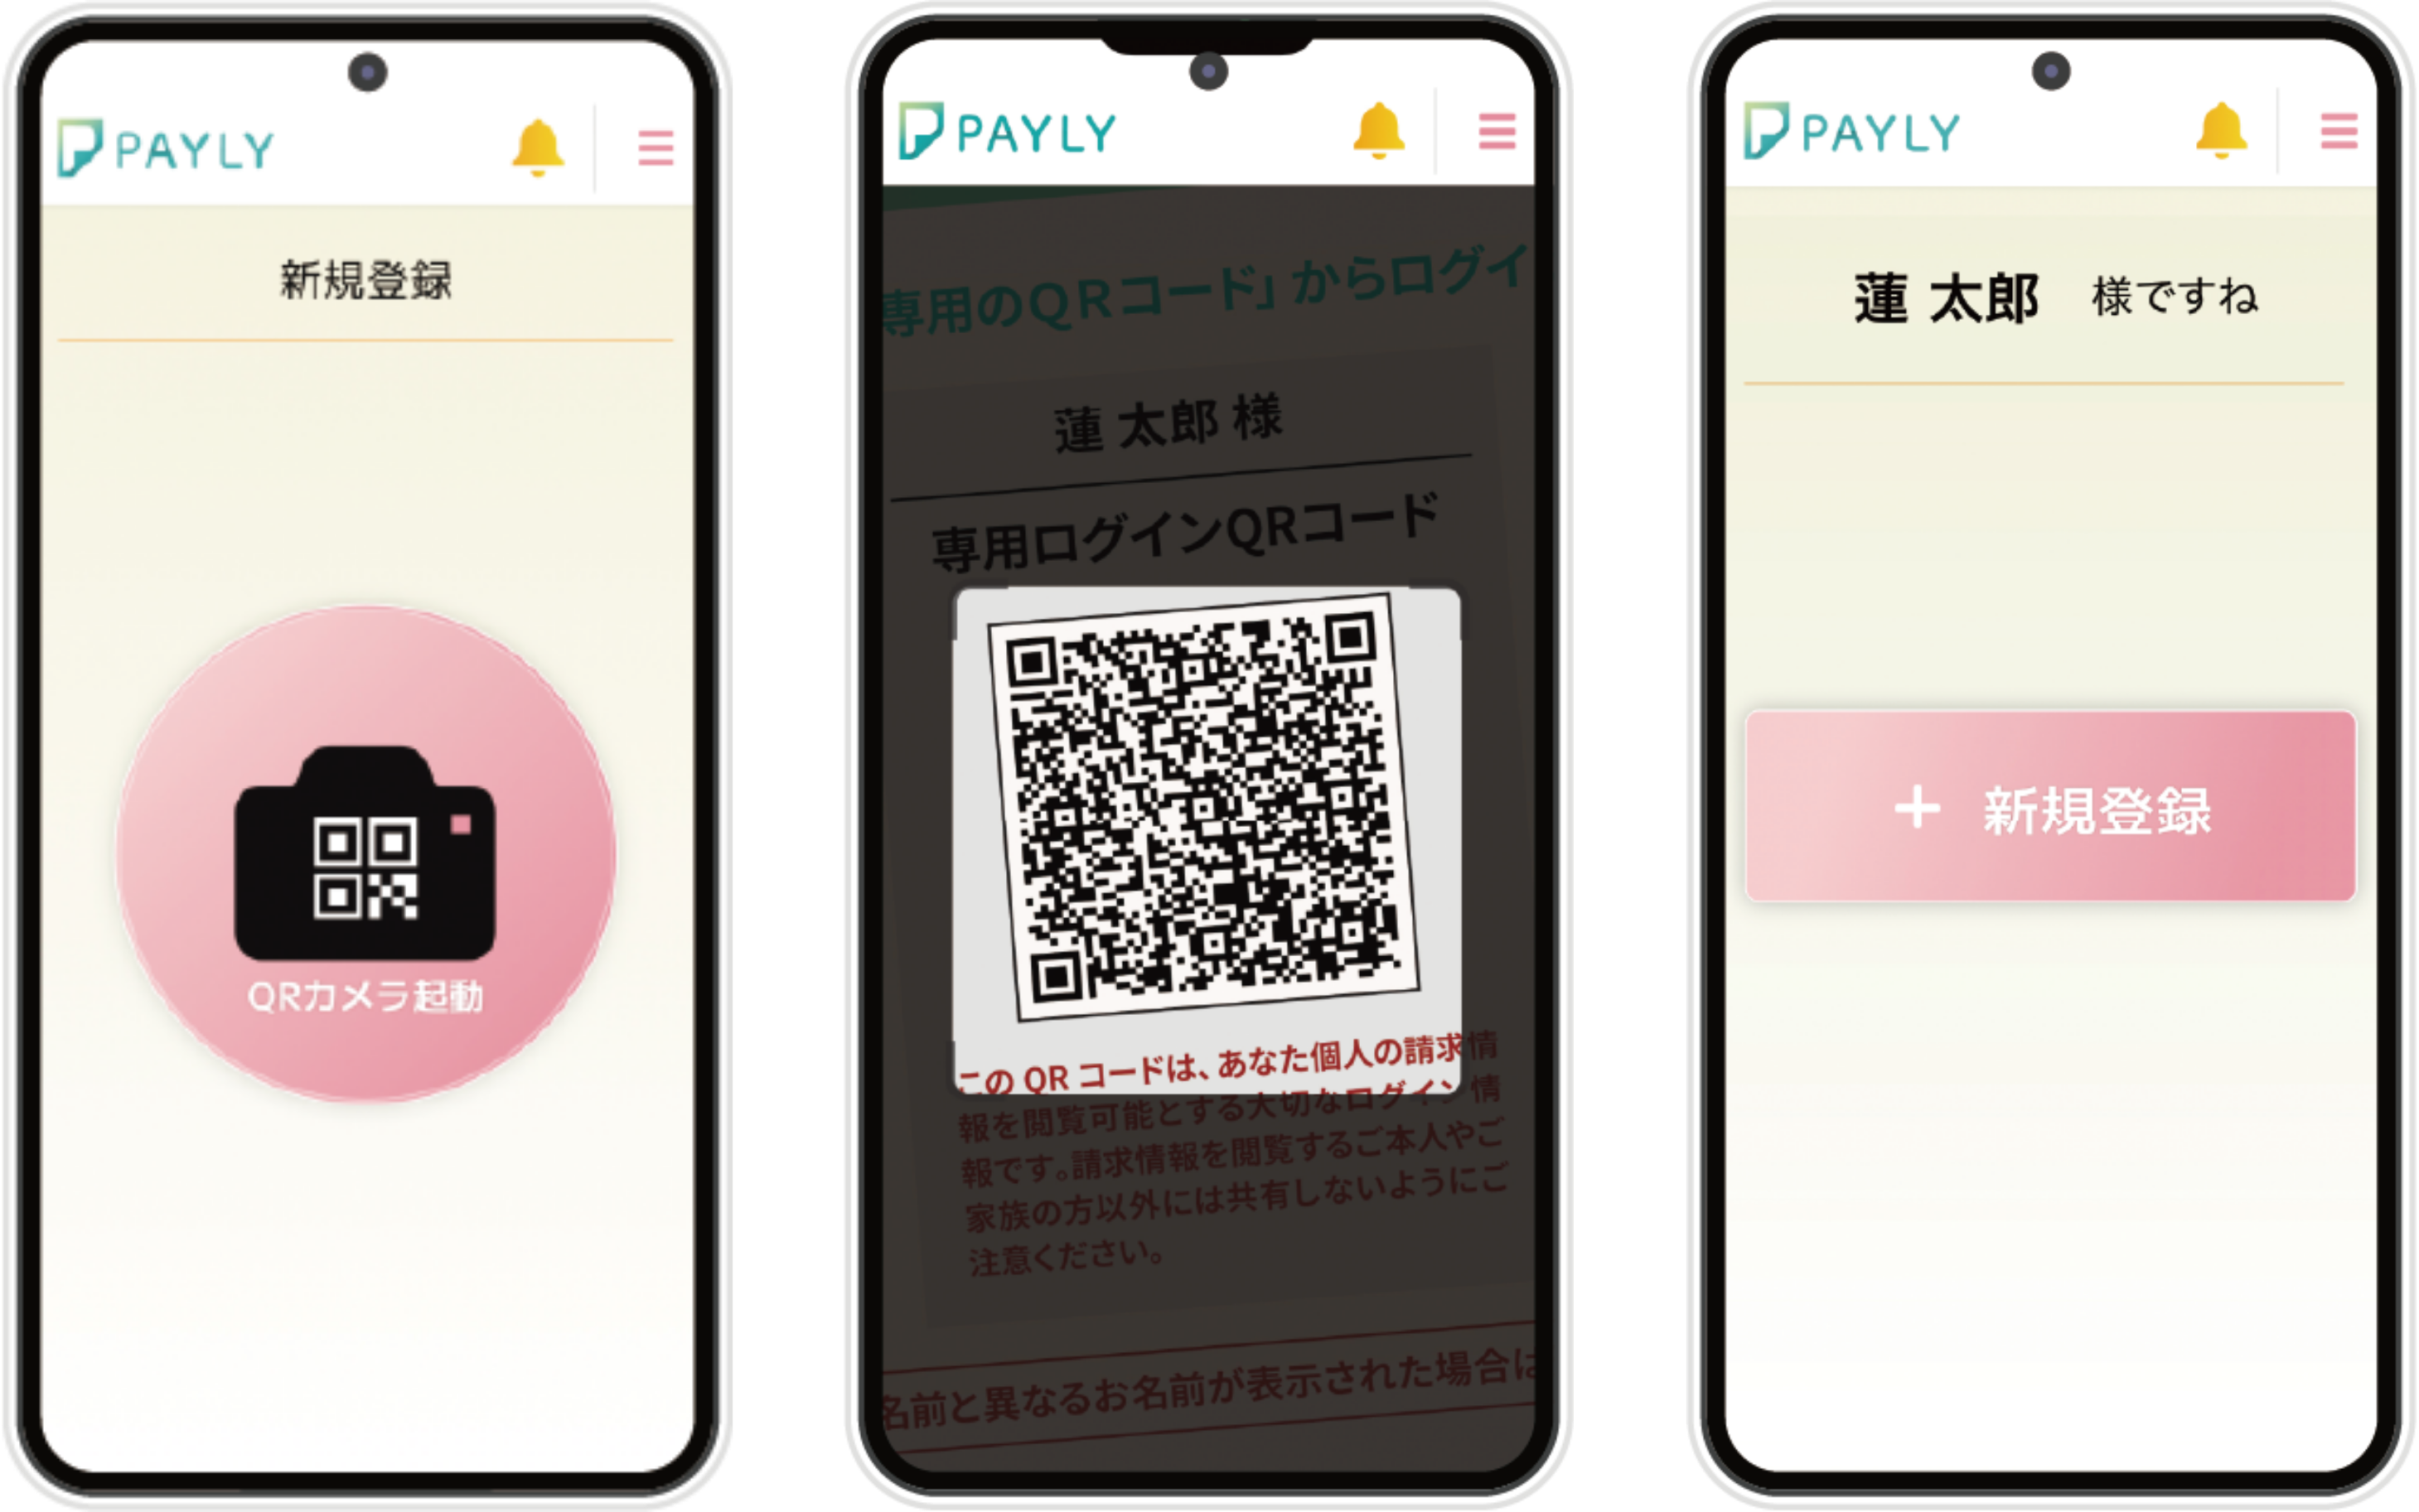 PAYLY
新規登録
QRカメラ起動
PAYLY
専用のQRコード」からログイ
蓮 太郎 様
専用ログインQRコード
この QR コードは、あなた個人の請求情
報を閲覧可能とする大切なログイン情
報です。請求情報を閲覧するご本人やご
家族の方以外には共有しないようにご
注意ください。
名前と異なるお名前が表示された場合は
PAYLY
蓮 太郎 様ですね
+ 新規登録